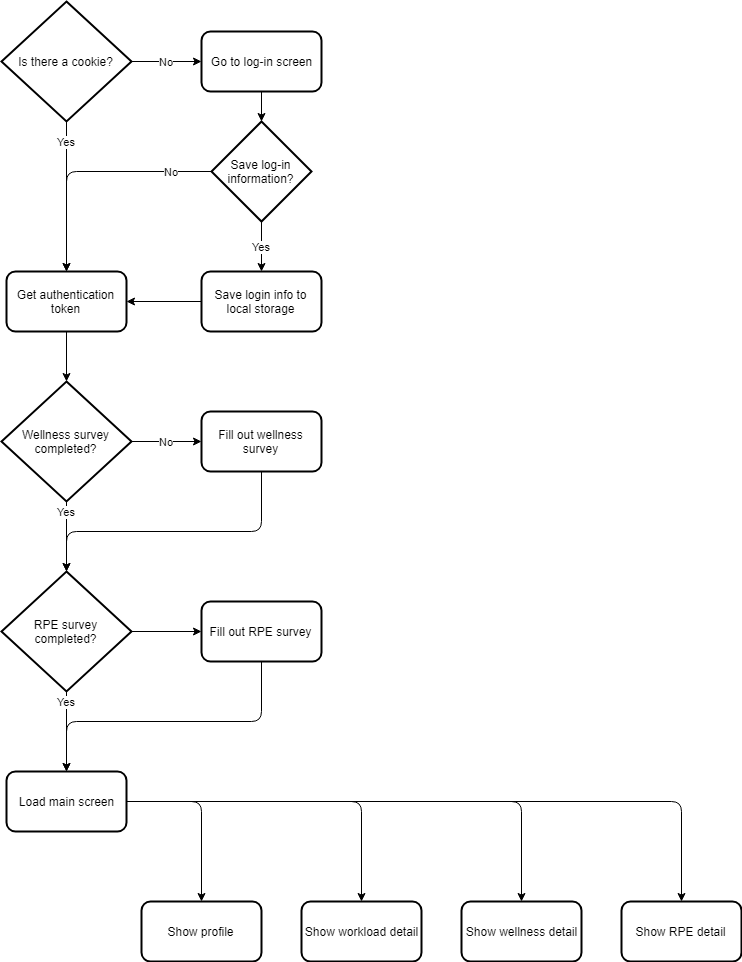 Is there a cookie?
No
Go to log-in screen
Yes
Save log-in
information?
No
Yes
Get authentication
token
Save login info to
local storage
Wellness survey
completed?
No
Fill out wellness
survey
Yes
RPE survey
completed?
Fill out RPE survey
Yes
Load main screen
Show profile
Show workload detail
Show wellness detail
Show RPE detail